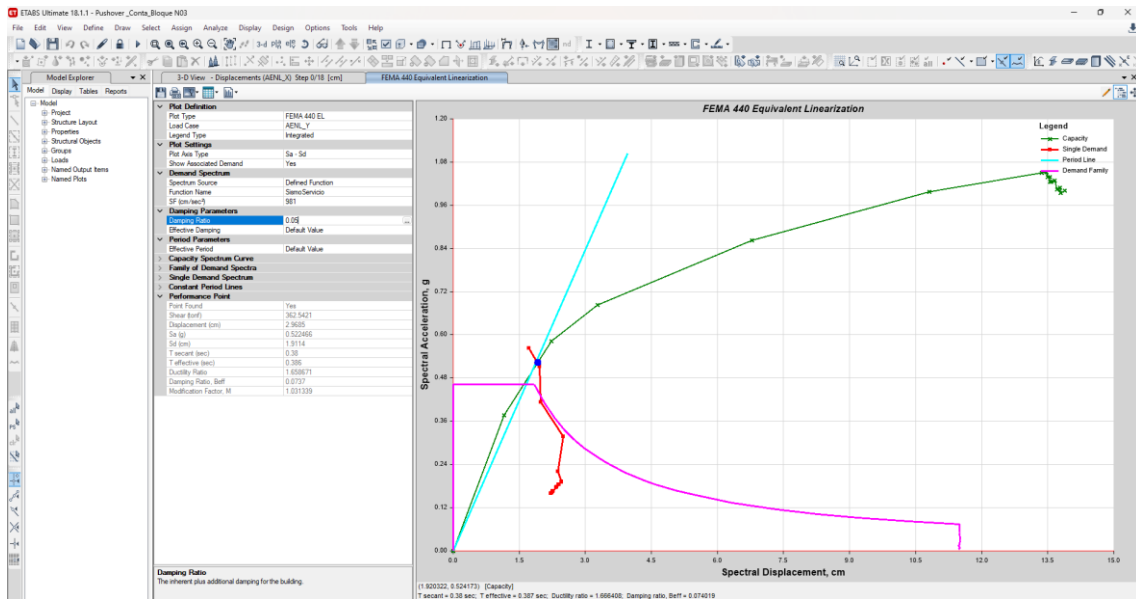 ETABS Ultimate 18.1.1 - Pushover _Conta_Bloque N03
File Edit View Define Draw Select Assign Analyze Display Design Options Tools Help
Model Explorer
3-D View - Displacements (AENL_X) Step 0/18 [cm]
FEMA 440 Equivalent Linearization
Model Display Tables Reports
Model
Project
Structure Layout
Properties
Structural Objects
Groups
Loads
Named Output Items
Named Plots
Plot Definition
Plot Type FEMA 440 EL
Load Case AENL_Y
Legend Type Integrated
Plot Settings
Plot Axis Type Sa - Sd
Show Associated Demand Yes
Demand Spectrum
Spectrum Source Defined Function
Function Name SismoServicio
SF (cm/sec²) 981
Damping Parameters
Damping Ratio 0.05
Effective Damping Default Value
Period Parameters
Effective Period Default Value
Capacity Spectrum Curve
Family of Demand Spectra
Single Demand Spectrum
Constant Period Lines
Performance Point
Point Found Yes
Shear (tonf) 362.5421
Displacement (cm) 2.9685
Sa (g) 0.522466
Sd (cm) 1.9114
T secant (sec) 0.38
T effective (sec) 0.386
Ductility Ratio 1.658671
Damping Ratio, Beff 0.0737
Modification Factor, M 1.031339
Damping Ratio
The inherent plus additional damping for the building.
FEMA 440 Equivalent Linearization
Legend
Capacity
Single Demand
Period Line
Demand Family
Spectral Acceleration, g
1.20
1.08
0.96
0.84
0.72
0.60
0.48
0.36
0.24
0.12
0.00
0.0 1.5 3.0 4.5 6.0 7.5 9.0 10.5 12.0 13.5 15.0
Spectral Displacement, cm
(1.920322, 0.524173) [Capacity]
T secant = 0.38 sec; T effective = 0.387 sec; Ductility ratio = 1.666408; Damping ratio, Beff = 0.074019